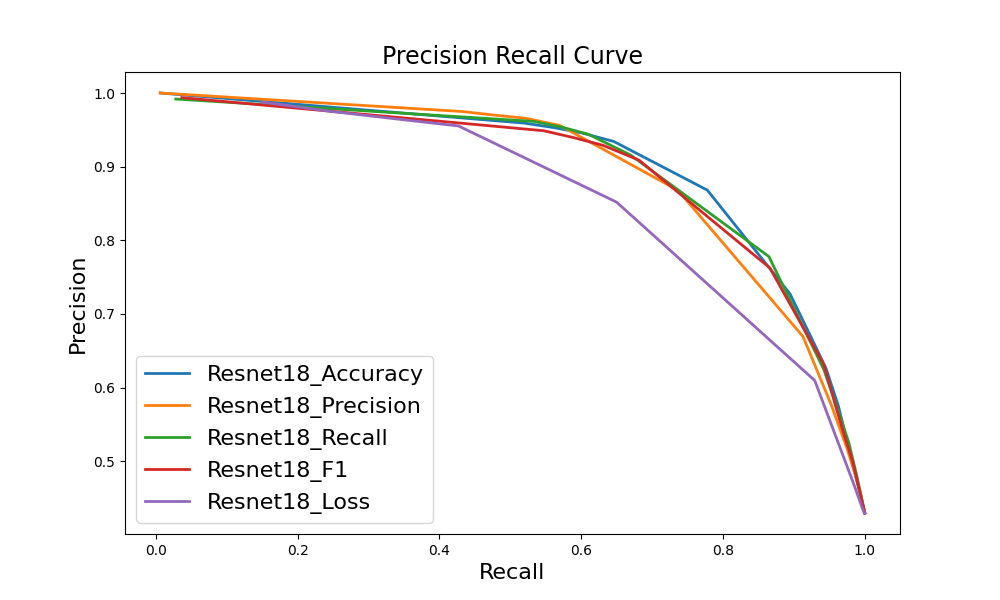 Precision Recall Curve
Precision
1.0
0.9
0.8
0.7
0.6
0.5
Resnet18_Accuracy
Resnet18_Precision
Resnet18_Recall
Resnet18_F1
Resnet18_Loss
0.0 0.2 0.4 0.6 0.8 1.0
Recall